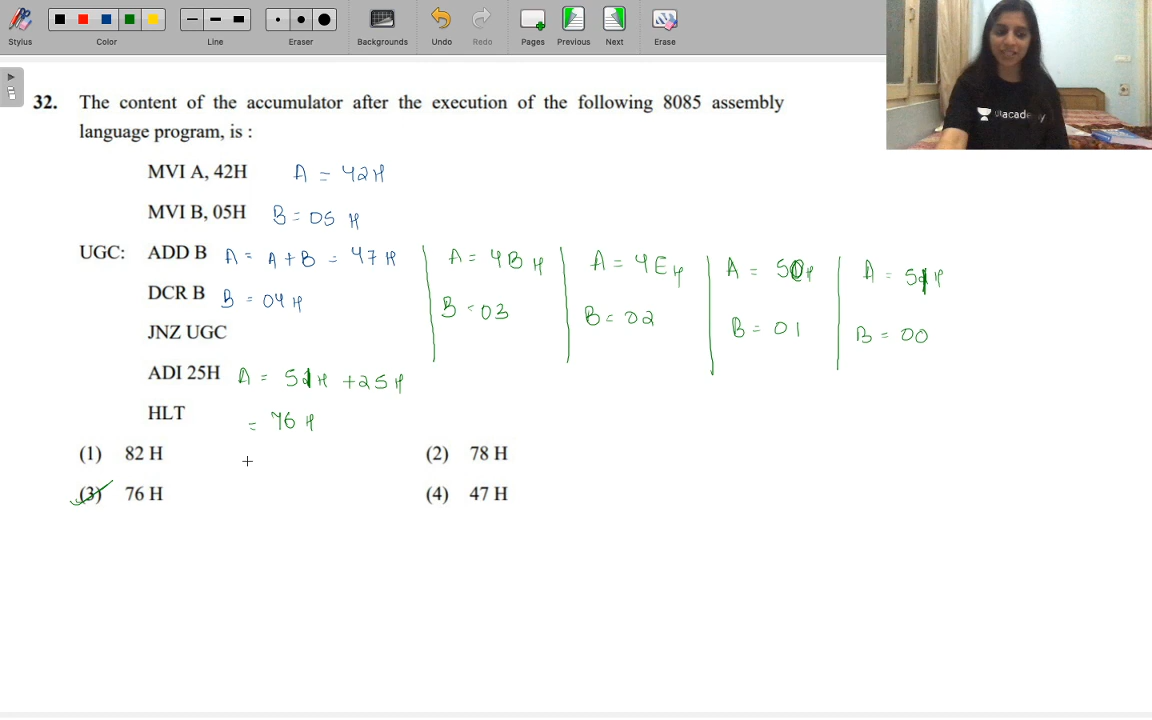 Stylus Color Line Eraser Backgrounds Undo Redo Pages Previous Next Erase
32. The content of the accumulator after the execution of the following 8085 assembly
language program, is :
MVI A, 42H A = 42H
MVI B, 05H B = 05 H
UGC: ADD B A = A + B = 47 H A = 4B H A = 4E H A = 50 H A = 51 H
DCR B B = 04 H B = 03 B = 02 B = 01 B = 00
JNZ UGC
ADI 25H A = 51H + 25 H
HLT = 76 H
(1) 82 H (2) 78 H
(3) 76 H (4) 47 H